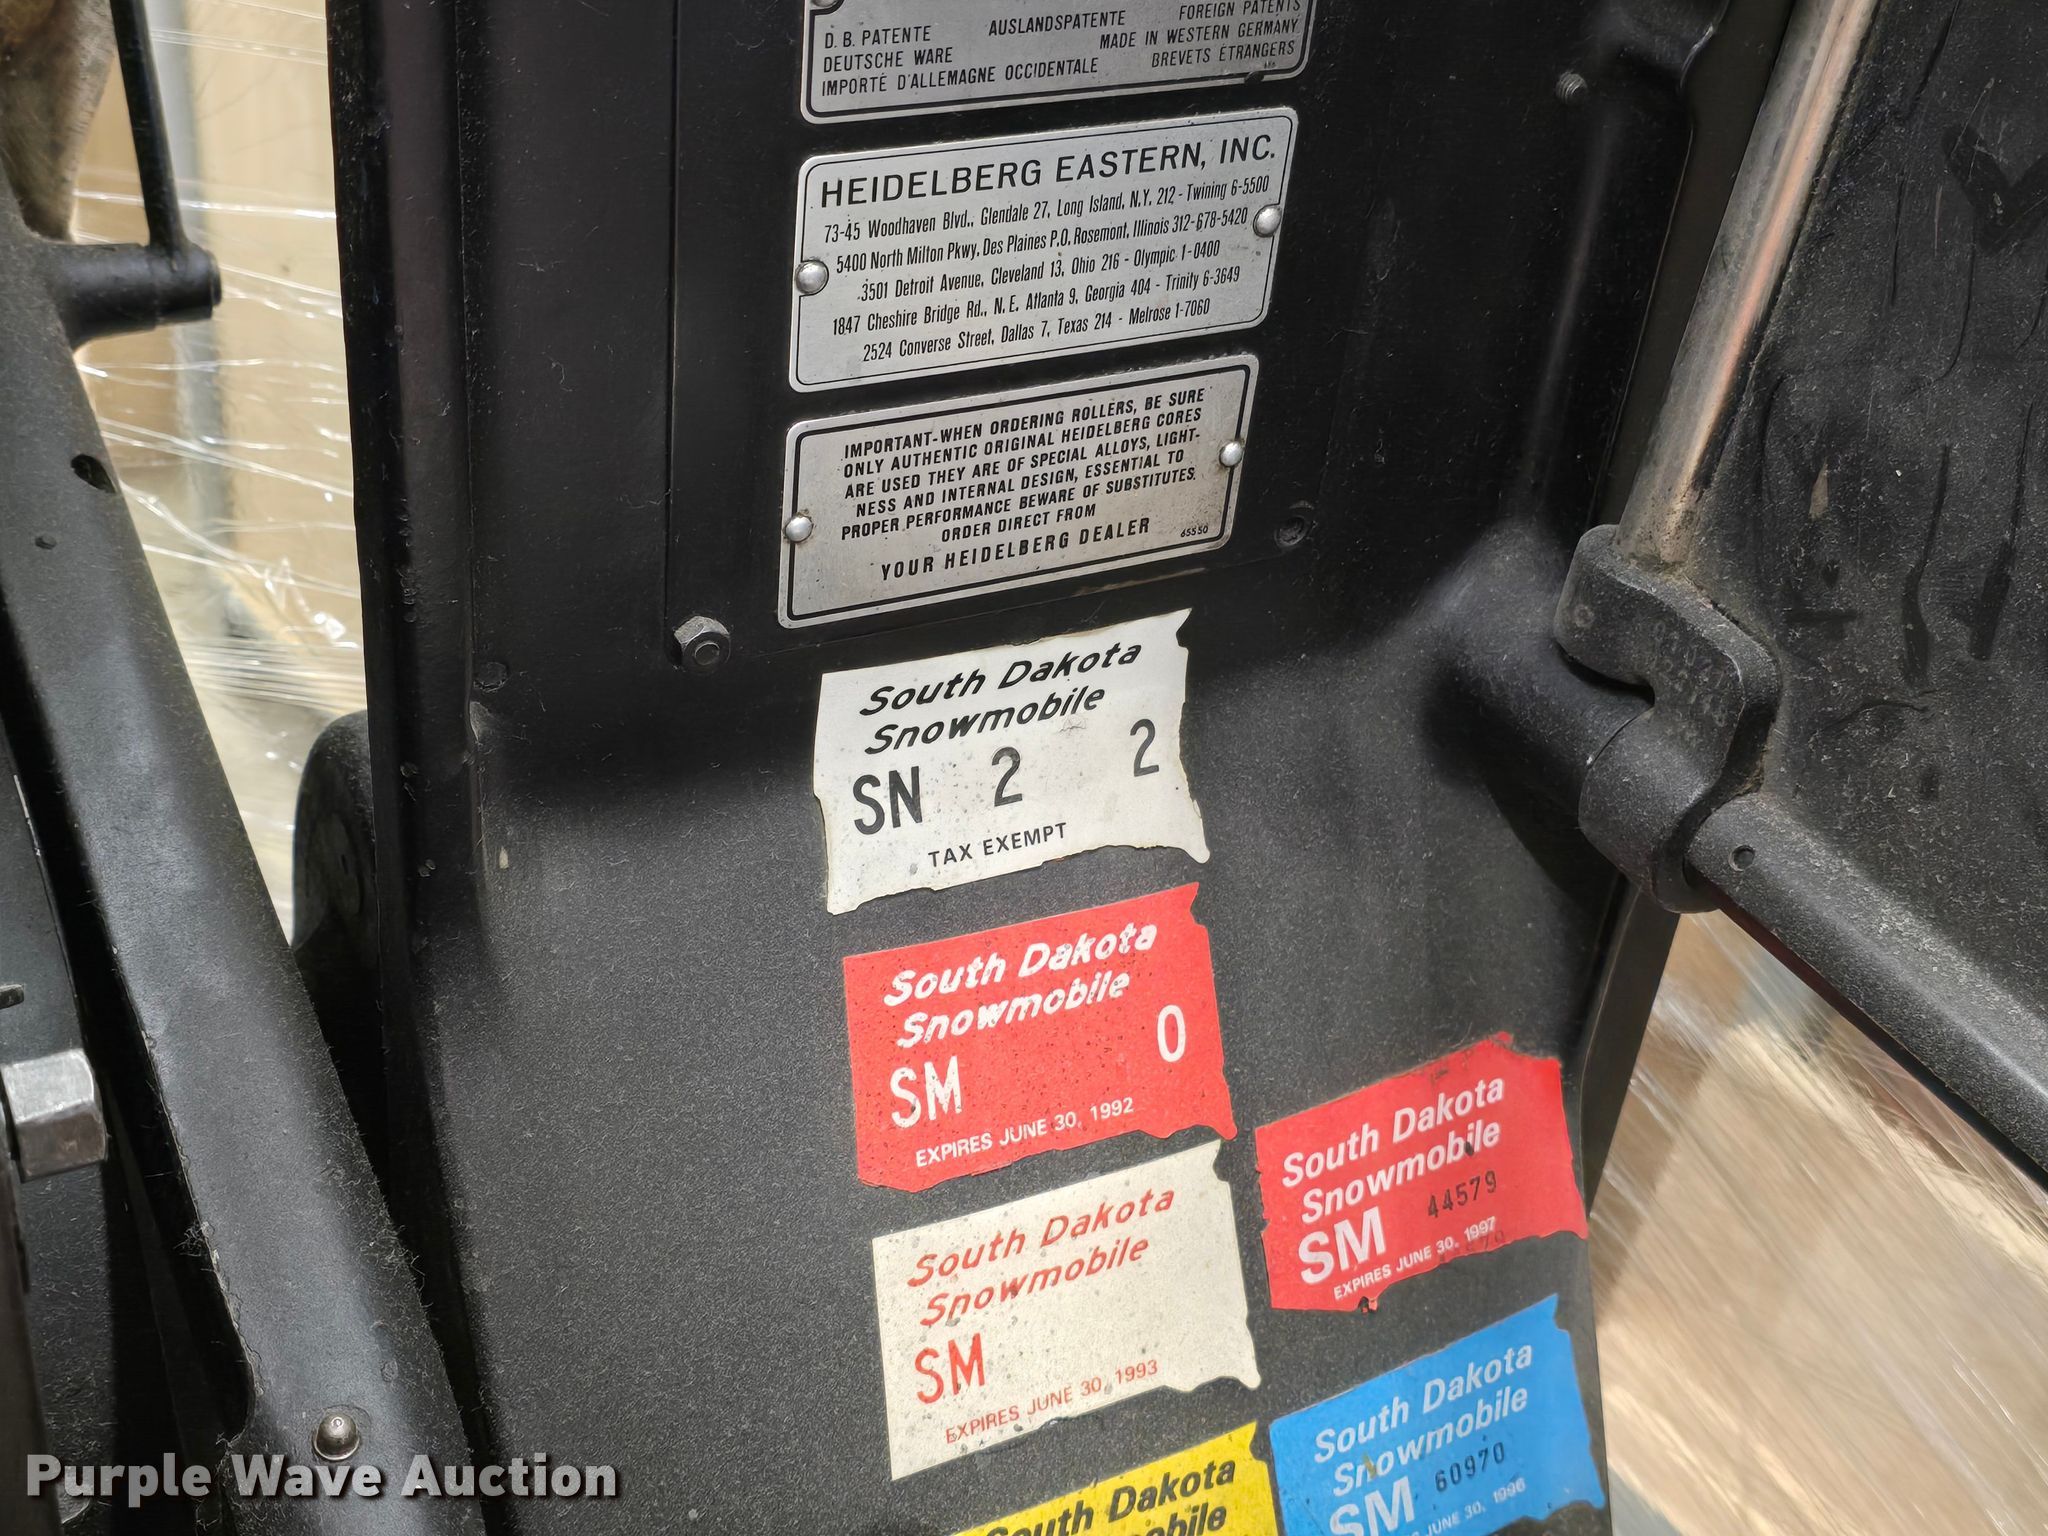 D. B. PATENTE AUSLANDSPATENTE FOREIGN PATENTS
DEUTSCHE WARE MADE IN WESTERN GERMANY
IMPORTÉ D'ALLEMAGNE OCCIDENTALE BREVETS ÉTRANGERS
HEIDELBERG EASTERN, INC.
73-45 Woodhaven Blvd., Glendale 27, Long Island, N.Y. 212 - Twining 6-5500
5400 North Milton Pkwy, Des Plaines P.O. Rosemont, Illinois 312-678-5420
3501 Detroit Avenue, Cleveland 13, Ohio 216 - Olympic 1-0400
1847 Cheshire Bridge Rd., N.E. Atlanta 9, Georgia 404 - Trinity 6-3649
2524 Converse Street, Dallas 7, Texas 214 - Melrose 1-7060
IMPORTANT-WHEN ORDERING ROLLERS, BE SURE
ONLY AUTHENTIC ORIGINAL HEIDELBERG CORES
ARE USED THEY ARE OF SPECIAL ALLOYS, LIGHT-
NESS AND INTERNAL DESIGN, ESSENTIAL TO
PROPER PERFORMANCE BEWARE OF SUBSTITUTES.
ORDER DIRECT FROM
YOUR HEIDELBERG DEALER 65550
South Dakota
Snowmobile
SN 2 2
TAX EXEMPT
South Dakota
Snowmobile
SM 0
EXPIRES JUNE 30, 1992
South Dakota
Snowmobile
SM 44579
EXPIRES JUNE 30, 1997
South Dakota
Snowmobile
SM
EXPIRES JUNE 30, 1993
South Dakota
Snowmobile
SM 60970
JUNE 30, 1996
South Dakota
Purple Wave Auction